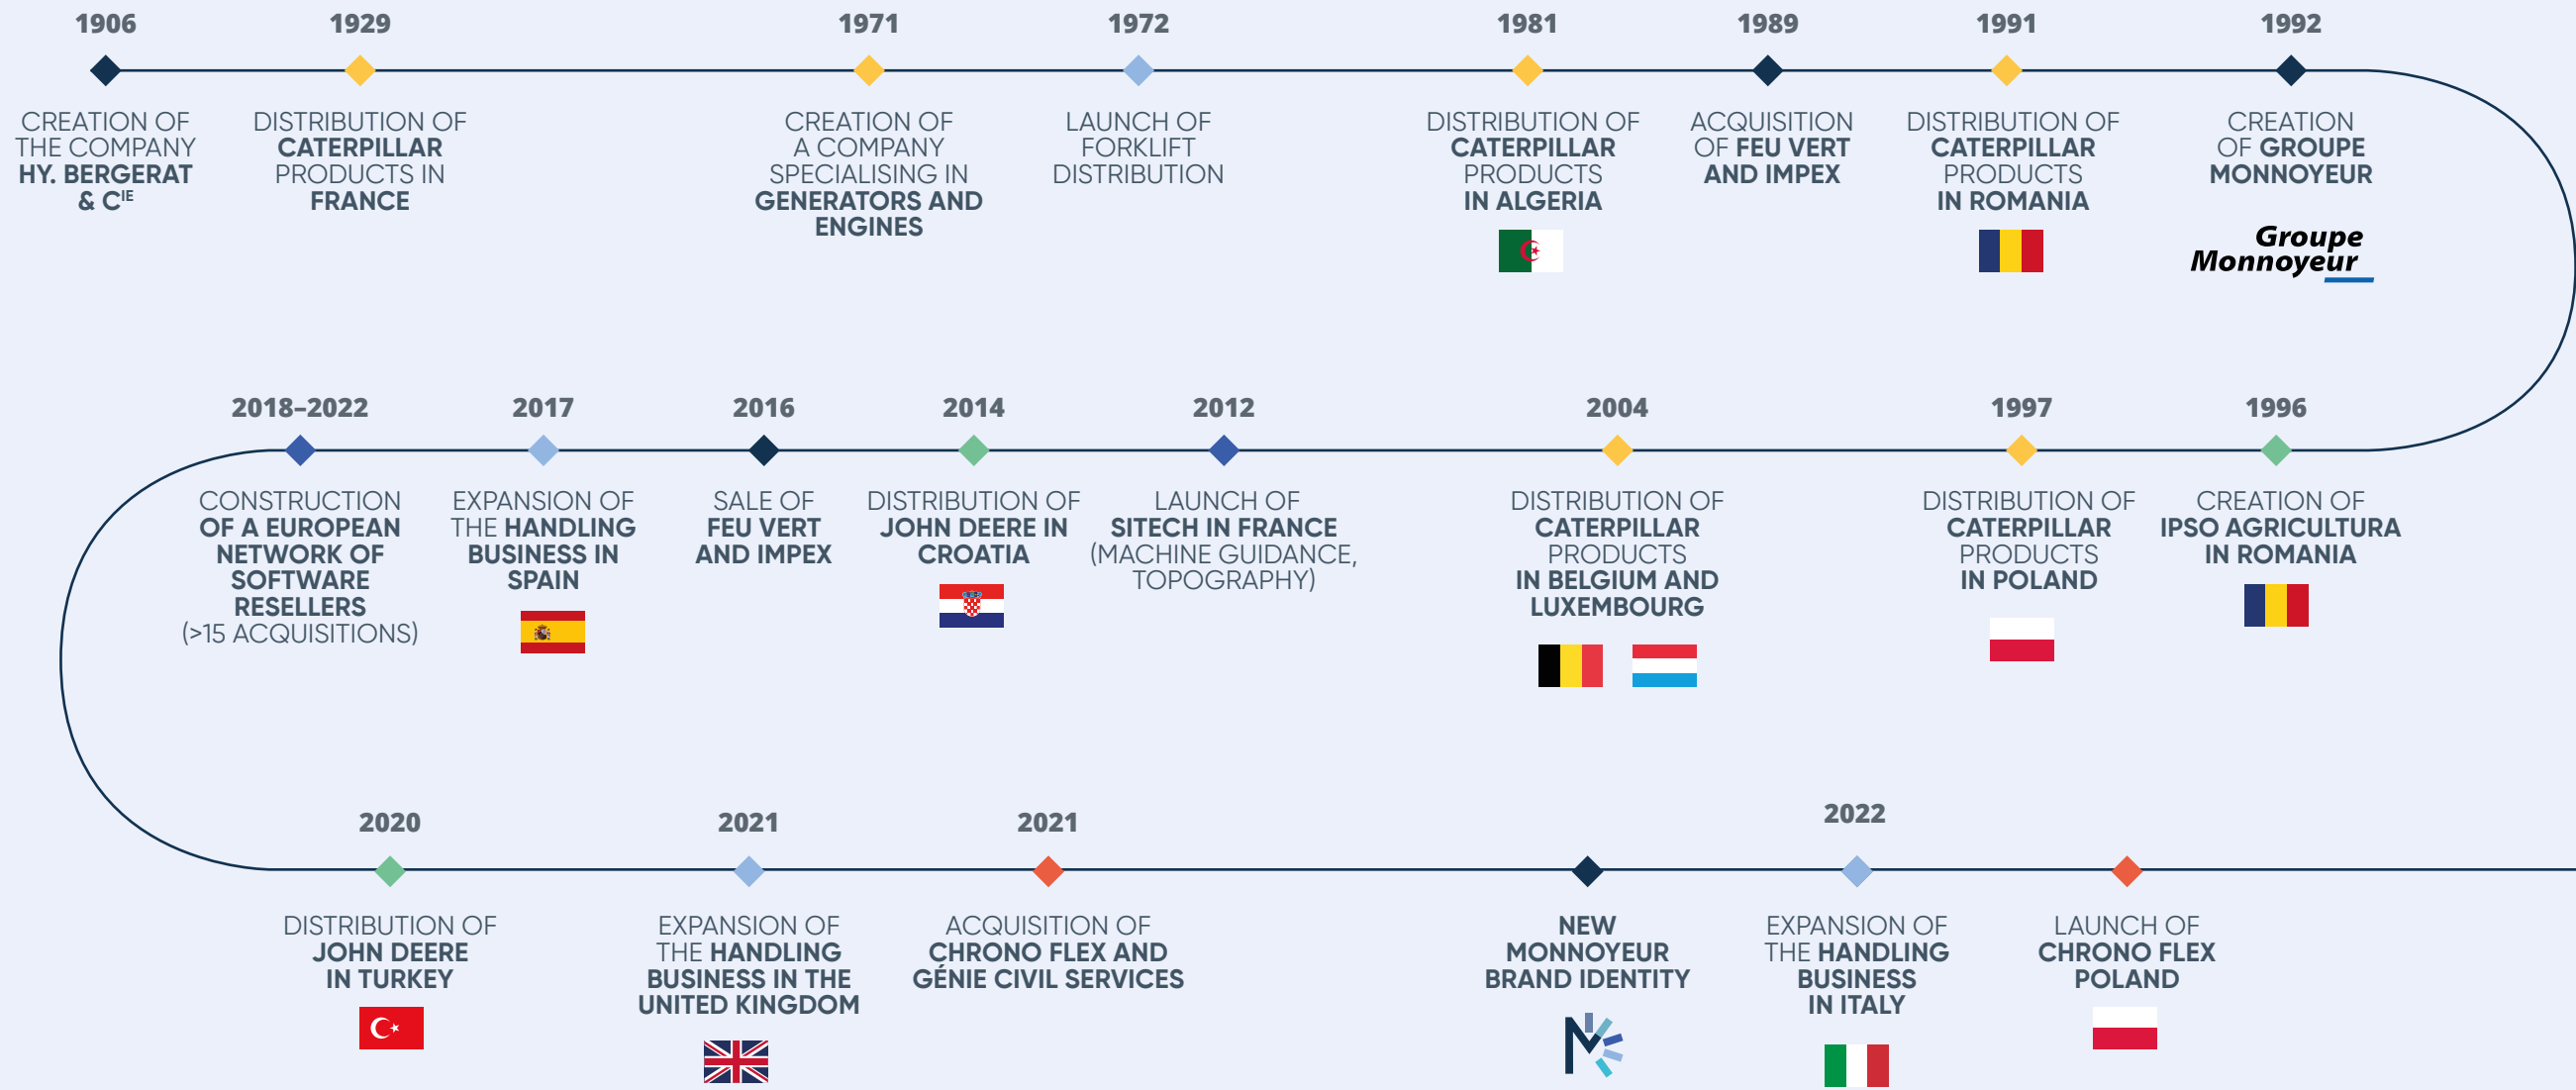 1906
CREATION OF
THE COMPANY
HY. BERGERAT
& CIE
1929
DISTRIBUTION OF
CATERPILLAR
PRODUCTS IN
FRANCE
1971
CREATION OF
A COMPANY
SPECIALISING IN
GENERATORS AND
ENGINES
1972
LAUNCH OF
FORKLIFT
DISTRIBUTION
1981
DISTRIBUTION OF
CATERPILLAR
PRODUCTS
IN ALGERIA
1989
ACQUISITION
OF FEU VERT
AND IMPEX
1991
DISTRIBUTION OF
CATERPILLAR
PRODUCTS
IN ROMANIA
1992
CREATION
OF GROUPE
MONNOYEUR
Groupe
Monnoyeur
1996
CREATION OF
IPSO AGRICULTURA
IN ROMANIA
1997
DISTRIBUTION OF
CATERPILLAR
PRODUCTS
IN POLAND
2004
DISTRIBUTION OF
CATERPILLAR
PRODUCTS
IN BELGIUM AND
LUXEMBOURG
2012
LAUNCH OF
SITECH IN FRANCE
(MACHINE GUIDANCE,
TOPOGRAPHY)
2014
DISTRIBUTION OF
JOHN DEERE IN
CROATIA
2016
SALE OF
FEU VERT
AND IMPEX
2017
EXPANSION OF
THE HANDLING
BUSINESS IN
SPAIN
2018-2022
CONSTRUCTION
OF A EUROPEAN
NETWORK OF
SOFTWARE
RESELLERS
(>15 ACQUISITIONS)
2020
DISTRIBUTION OF
JOHN DEERE
IN TURKEY
2021
EXPANSION OF
THE HANDLING
BUSINESS IN THE
UNITED KINGDOM
2021
ACQUISITION OF
CHRONO FLEX AND
GÉNIE CIVIL SERVICES
2022
NEW
MONNOYEUR
BRAND IDENTITY
EXPANSION OF
THE HANDLING
BUSINESS
IN ITALY
LAUNCH OF
CHRONO FLEX
POLAND